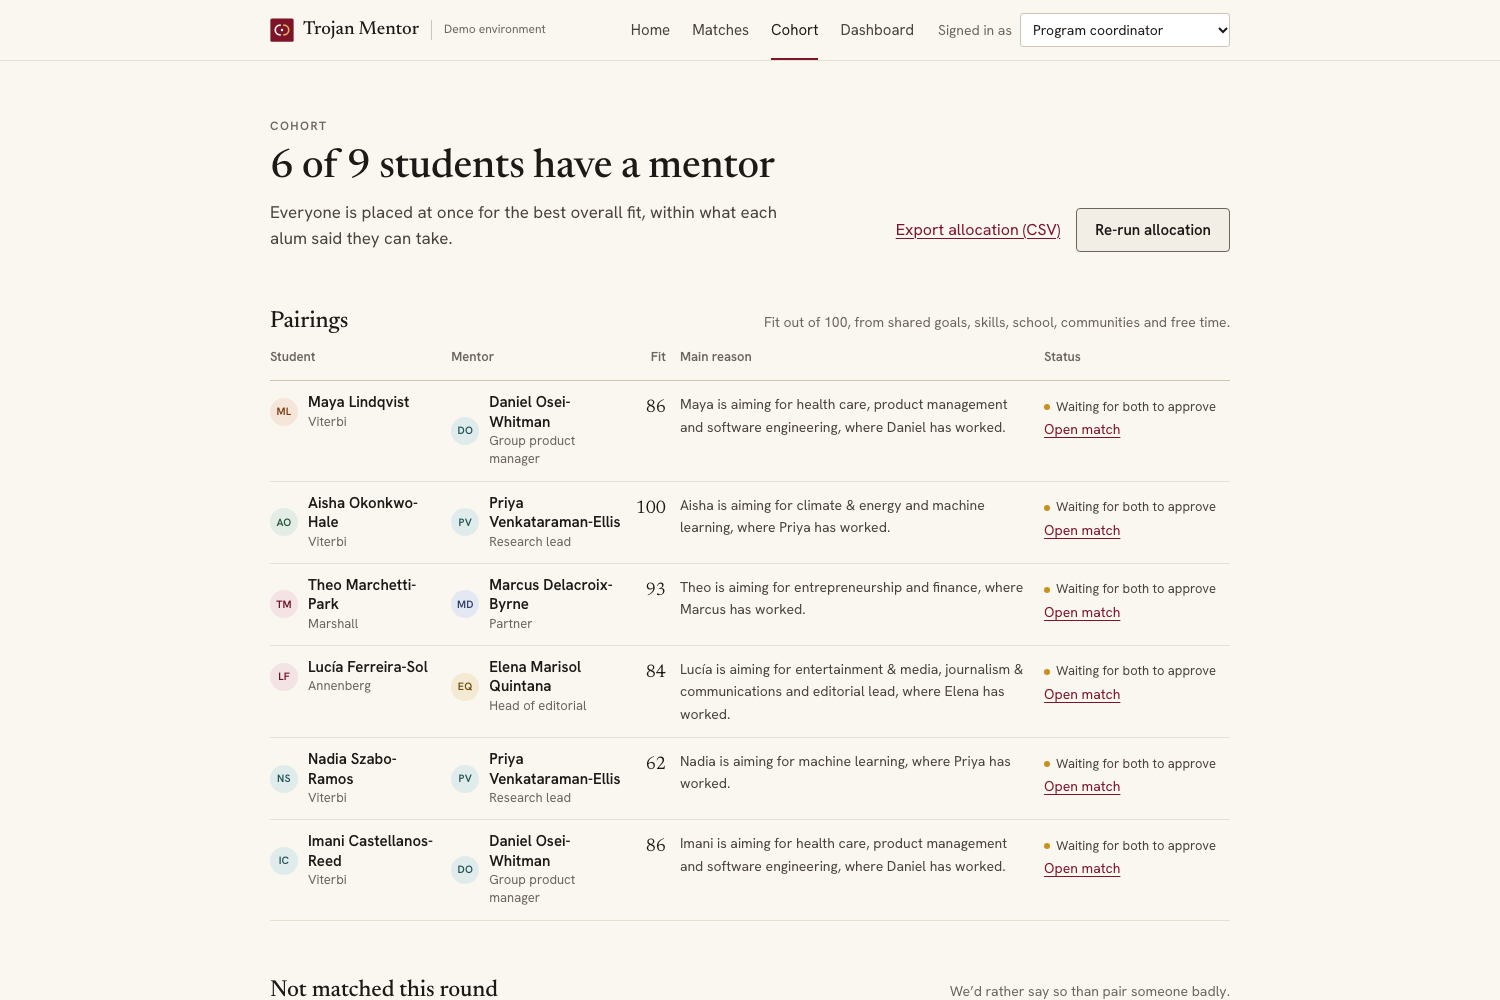 Trojan Mentor
Demo environment
Home
Matches
Cohort
Dashboard
Signed in as
Program coordinator
COHORT
6 of 9 students have a mentor
Everyone is placed at once for the best overall fit, within what each
alum said they can take.
Export allocation (CSV)
Re-run allocation
Pairings
Fit out of 100, from shared goals, skills, school, communities and free time.
Student
Mentor
Fit
Main reason
Status
ML
Maya Lindqvist
Viterbi
DO
Daniel Osei-
Whitman
Group product
manager
86
Maya is aiming for health care, product management
and software engineering, where Daniel has worked.
Waiting for both to approve
Open match
AO
Aisha Okonkwo-
Hale
Viterbi
PV
Priya
Venkataraman-Ellis
Research lead
100
Aisha is aiming for climate & energy and machine
learning, where Priya has worked.
Waiting for both to approve
Open match
TM
Theo Marchetti-
Park
Marshall
MD
Marcus Delacroix-
Byrne
Partner
93
Theo is aiming for entrepreneurship and finance, where
Marcus has worked.
Waiting for both to approve
Open match
LF
Lucía Ferreira-Sol
Annenberg
EQ
Elena Marisol
Quintana
Head of editorial
84
Lucía is aiming for entertainment & media, journalism &
communications and editorial lead, where Elena has
worked.
Waiting for both to approve
Open match
NS
Nadia Szabo-
Ramos
Viterbi
PV
Priya
Venkataraman-Ellis
Research lead
62
Nadia is aiming for machine learning, where Priya has
worked.
Waiting for both to approve
Open match
IC
Imani Castellanos-
Reed
Viterbi
DO
Daniel Osei-
Whitman
Group product
manager
86
Imani is aiming for health care, product management
and software engineering, where Daniel has worked.
Waiting for both to approve
Open match
Not matched this round
We’d rather say so than pair someone badly.